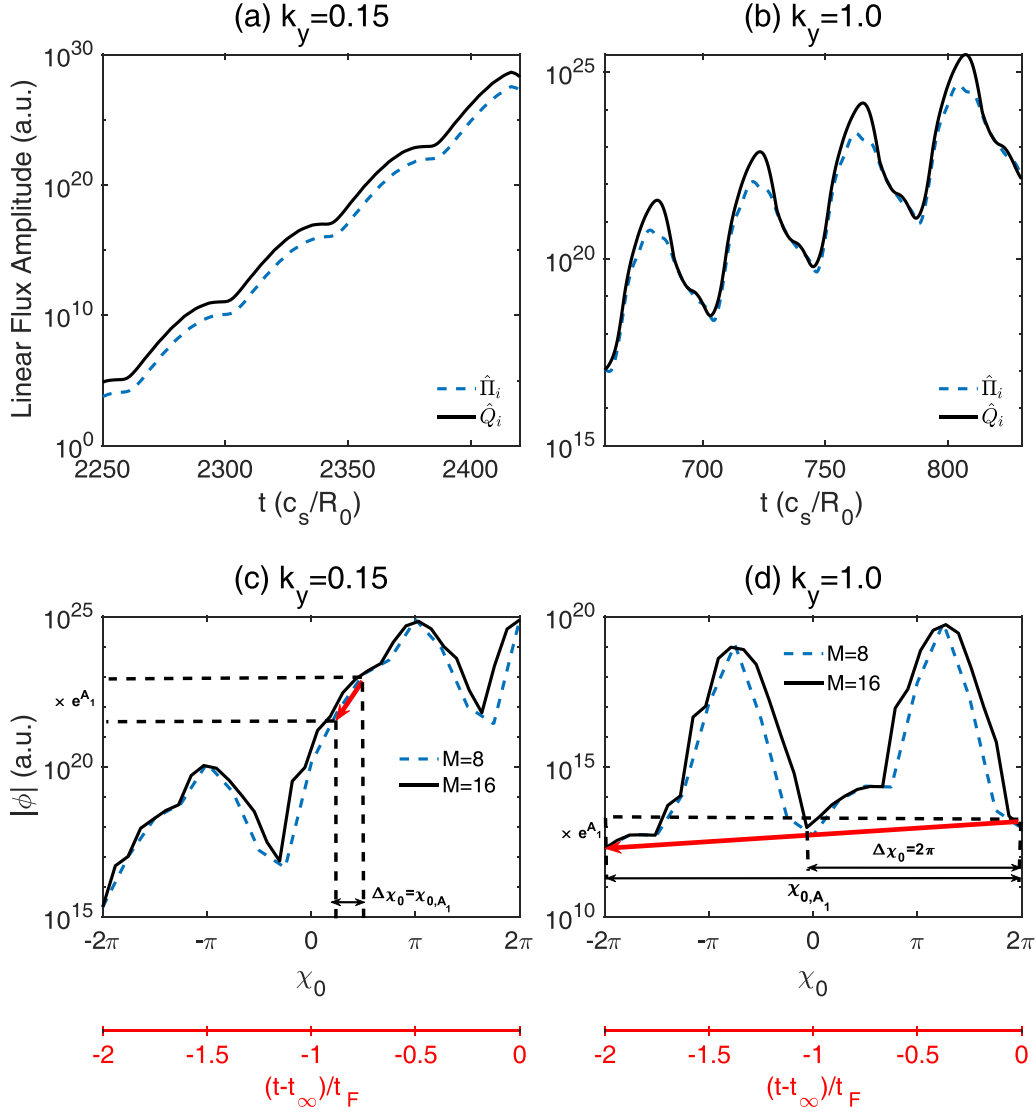 (a) k_y=0.15
(b) k_y=1.0
Linear Flux Amplitude (a.u.)
10^30
10^20
10^10
10^0
2250 2300 2350 2400
t (c_s/R_0)
Π̂_i
Q̂_i
10^25
10^20
10^15
700 750 800
t (c_s/R_0)
Π̂_i
Q̂_i
(c) k_y=0.15
(d) k_y=1.0
|ϕ| (a.u.)
10^25
10^20
10^15
× e^A_1
M=8
M=16
Δχ_0=χ_0,A_1
-2π -π 0 π 2π
χ_0
-2 -1.5 -1 -0.5 0
(t-t_∞)/t_F
10^20
10^15
10^10
× e^A_1
M=8
M=16
Δχ_0=2π
χ_0,A_1
-2π -π 0 π 2π
χ_0
-2 -1.5 -1 -0.5 0
(t-t_∞)/t_F